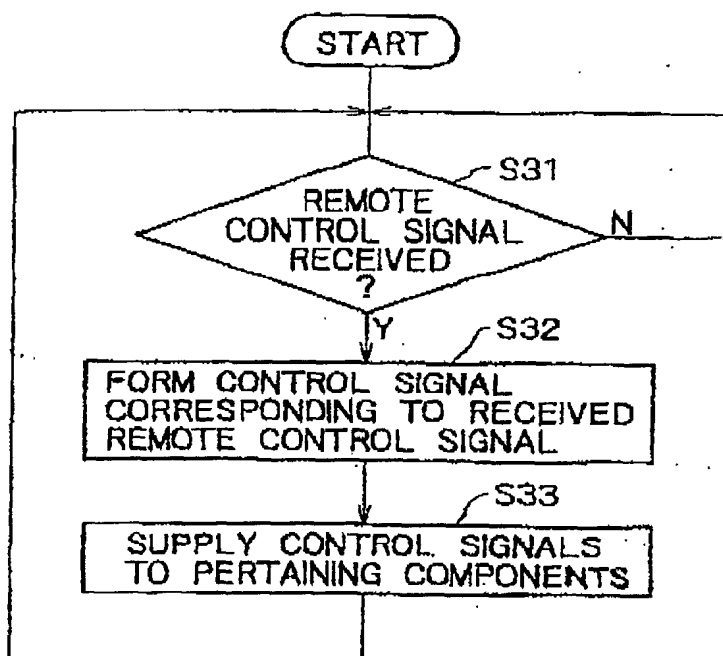 START
S31
REMOTE
CONTROL SIGNAL
RECEIVED
?
N
Y
S32
FORM CONTROL SIGNAL
CORRESPONDING TO RECEIVED
REMOTE CONTROL SIGNAL
S33
SUPPLY CONTROL SIGNALS
TO PERTAINING COMPONENTS